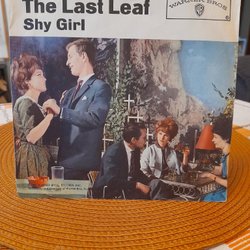 The Last Leaf
Shy Girl
WARNER BROS